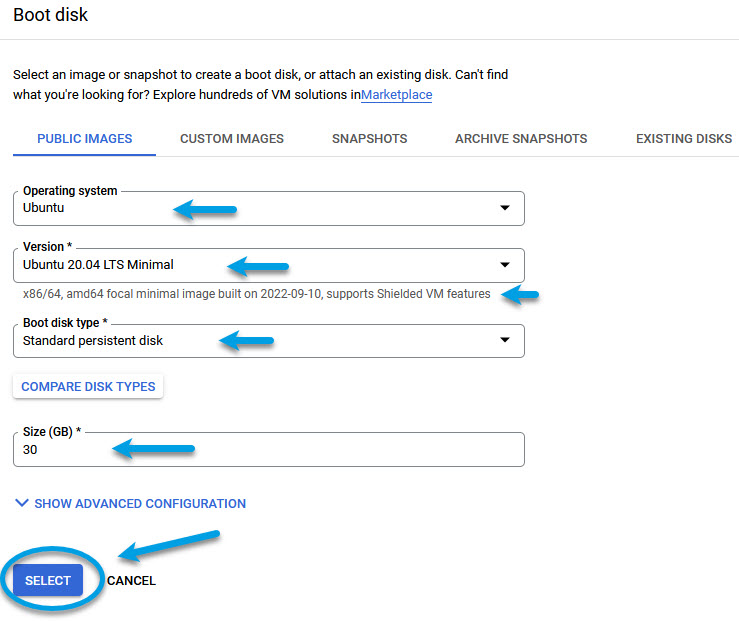 Boot disk
Select an image or snapshot to create a boot disk, or attach an existing disk. Can't find
what you're looking for? Explore hundreds of VM solutions inMarketplace
PUBLIC IMAGES CUSTOM IMAGES SNAPSHOTS ARCHIVE SNAPSHOTS EXISTING DISKS
Operating system
Ubuntu
Version *
Ubuntu 20.04 LTS Minimal
x86/64, amd64 focal minimal image built on 2022-09-10, supports Shielded VM features
Boot disk type *
Standard persistent disk
COMPARE DISK TYPES
Size (GB) *
30
SHOW ADVANCED CONFIGURATION
SELECT CANCEL